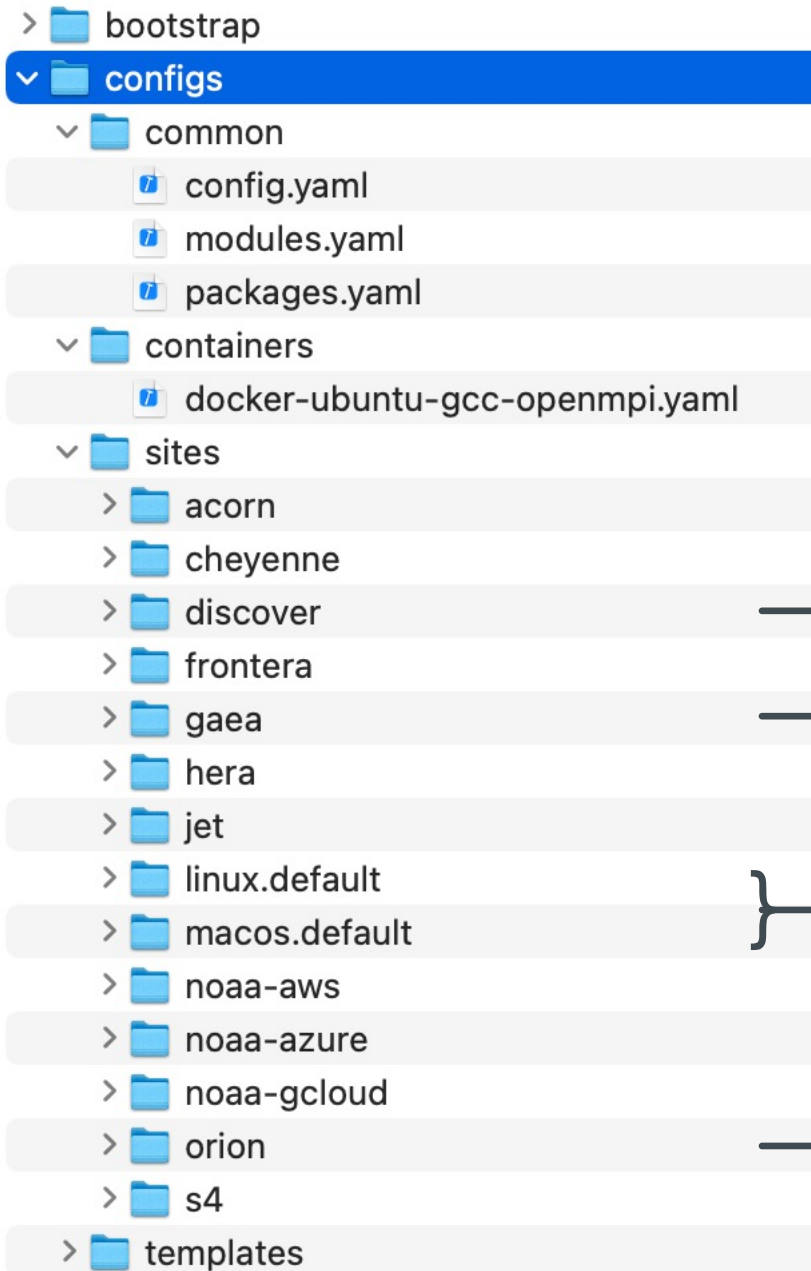 bootstrap
configs
common
config.yaml
modules.yaml
packages.yaml
containers
docker-ubuntu-gcc-openmpi.yaml
sites
acorn
cheyenne
discover
frontera
gaea
hera
jet
linux.default
macos.default
noaa-aws
noaa-azure
noaa-gcloud
orion
s4
templates